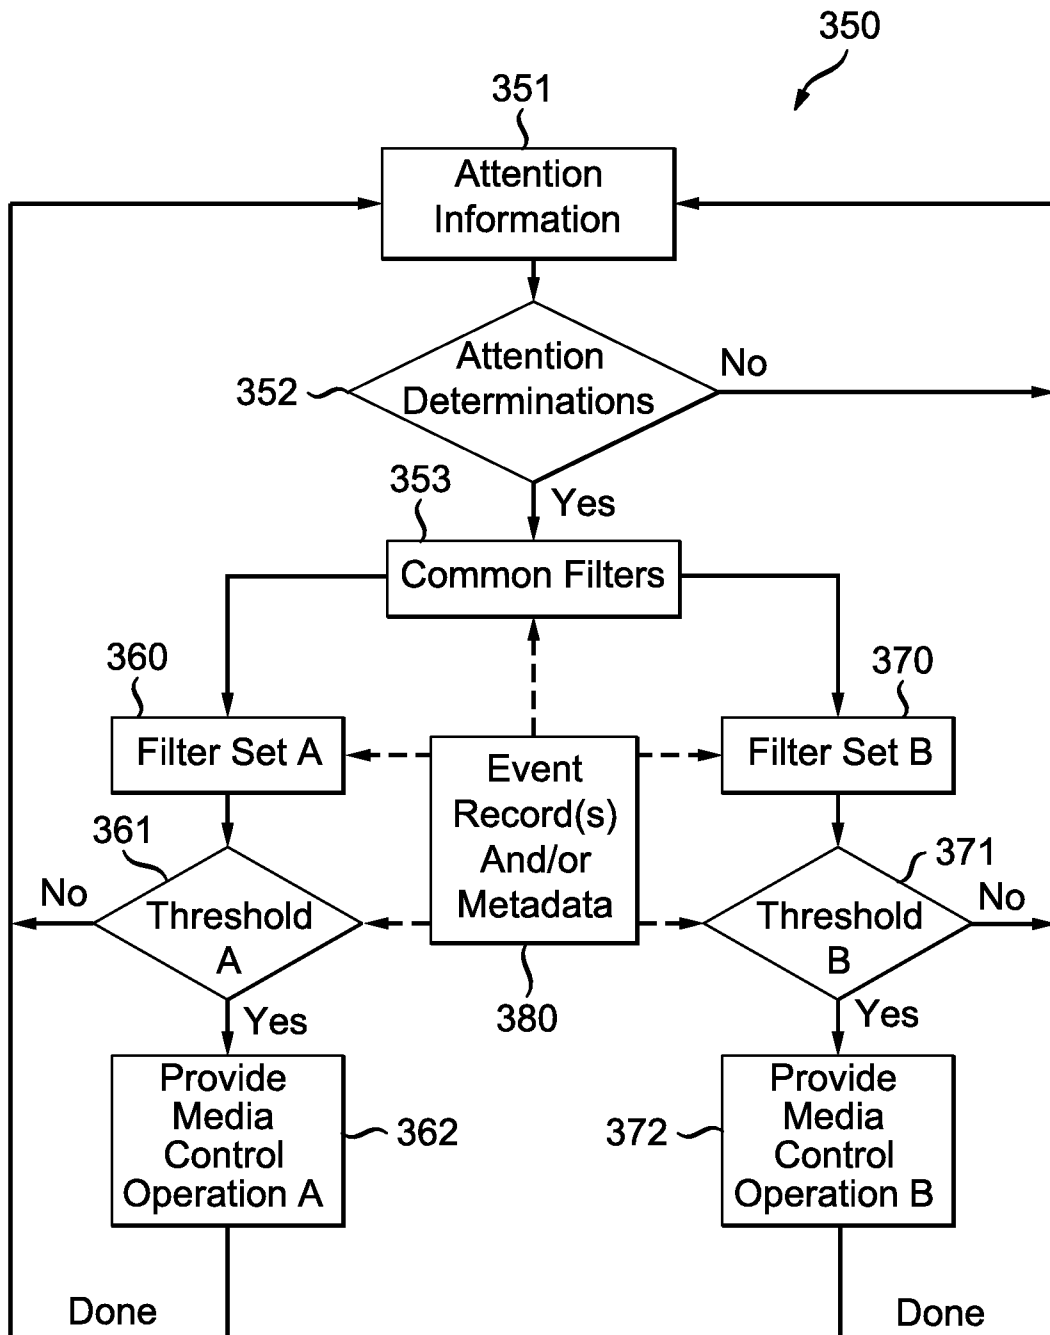 350
351
Attention
Information
Attention
Determinations
No
352
353
Yes
Common Filters
360
370
Filter Set A
Event
Record(s)
And/or
Metadata
Filter Set B
361
371
No
Threshold
A
Threshold
B
No
380
Yes
Yes
Provide
Media
Control
Operation A
362
372
Provide
Media
Control
Operation B
Done
Done